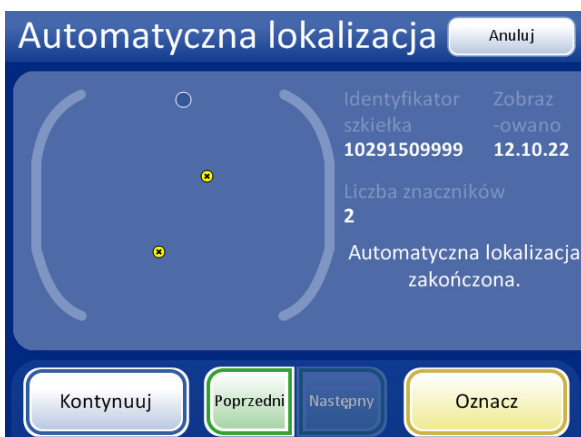 Automatyczna lokalizacja
Anuluj
Identyfikator
szkiełka
10291509999
Zobraz
-owano
12.10.22
Liczba znaczników
2
Automatyczna lokalizacja
zakończona.
Kontynuuj
Poprzedni
Następny
Oznacz